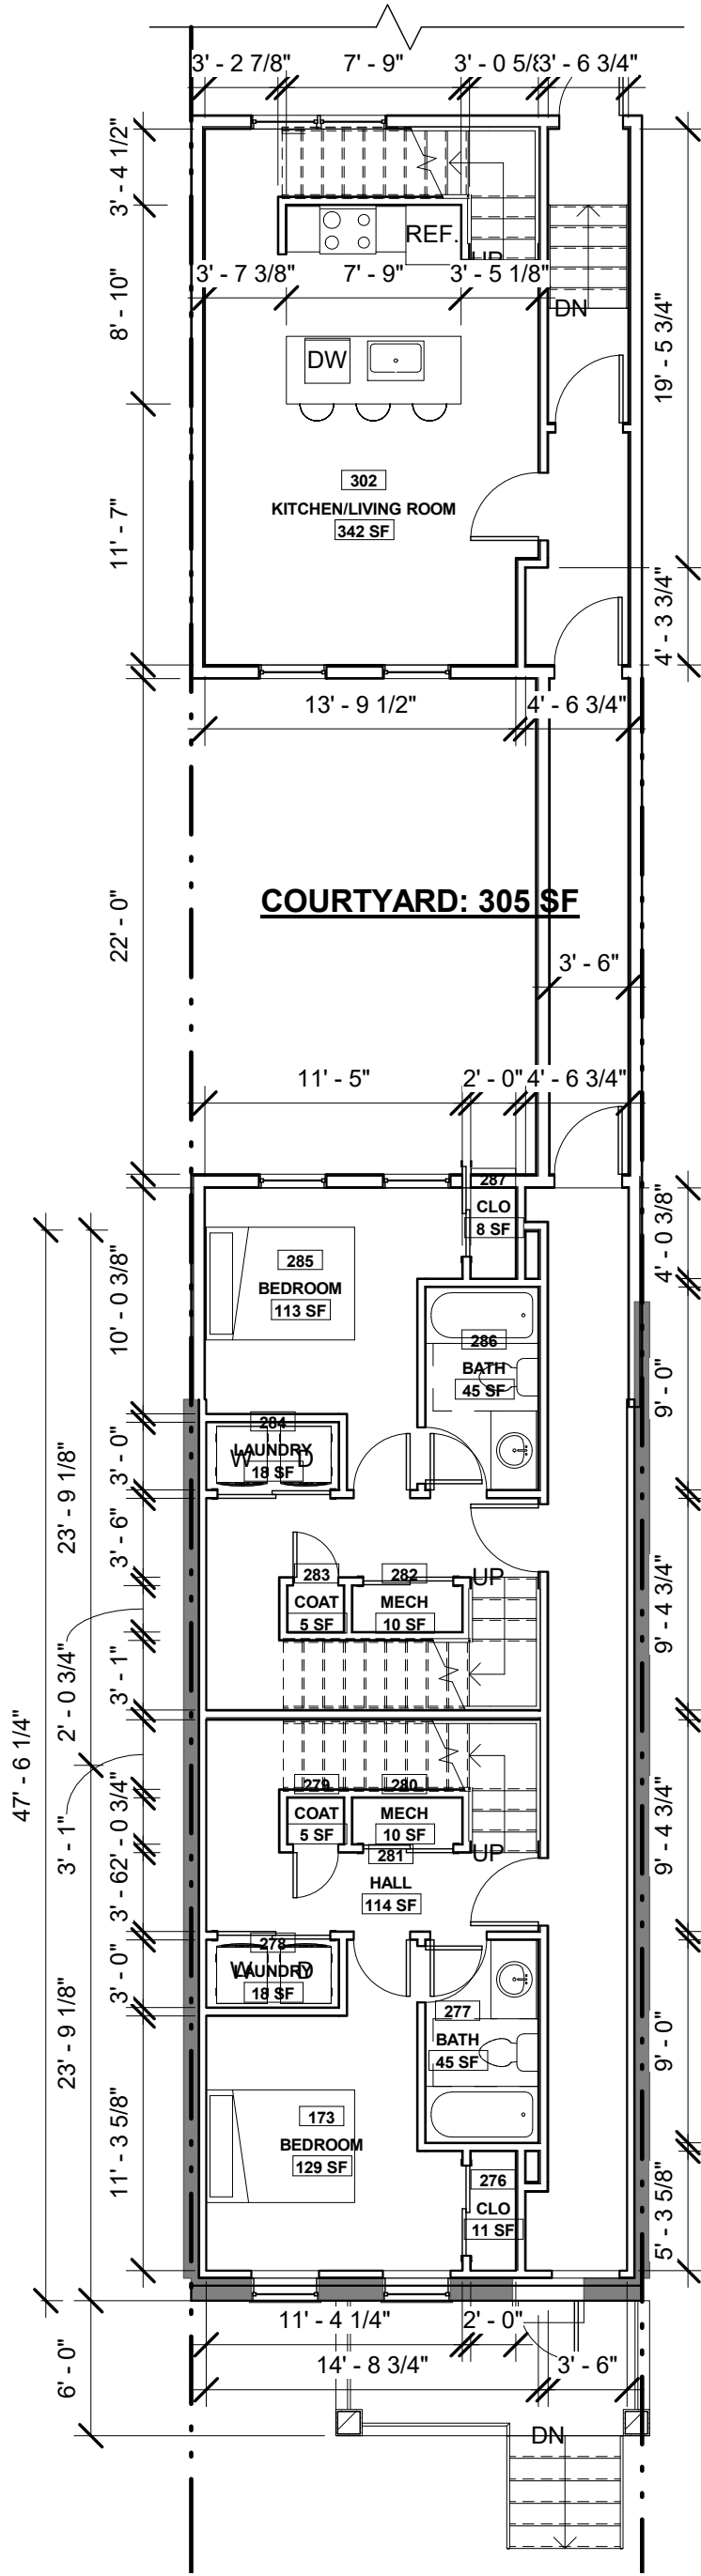 3' - 2 7/8" 7' - 9" 3' - 0 5/8 3' - 6 3/4"
3' - 4 1/2"
REF.
UP
3' - 7 3/8" 7' - 9" 3' - 5 1/8"
DN
8' - 10"
19' - 5 3/4"
DW
302
KITCHEN/LIVING ROOM
342 SF
11' - 7"
4' - 3 3/4"
13' - 9 1/2" 4' - 6 3/4"
COURTYARD: 305 SF
22' - 0"
3' - 6"
11' - 5" 2' - 0" 4' - 6 3/4"
287
CLO
8 SF
4' - 0 3/8"
285
BEDROOM
113 SF
10' - 0 3/8"
286
BATH
45 SF
9' - 0"
284
LAUNDRY
W D
18 SF
3' - 0"
23' - 9 1/8"
3' - 6"
283
COAT
5 SF
282
MECH
10 SF
UP
9' - 4 3/4"
2' - 0 3/4"
3' - 1"
47' - 6 1/4"
279
COAT
5 SF
280
MECH
10 SF
UP
9' - 4 3/4"
281
HALL
114 SF
3' - 1"
2' - 0 3/4"
3' - 6
278
LAUNDRY
W D
18 SF
3' - 0"
23' - 9 1/8"
277
BATH
45 SF
9' - 0"
173
BEDROOM
129 SF
11' - 3 5/8"
276
CLO
11 SF
5' - 3 5/8"
11' - 4 1/4" 2' - 0"
14' - 8 3/4" 3' - 6"
6' - 0"
DN